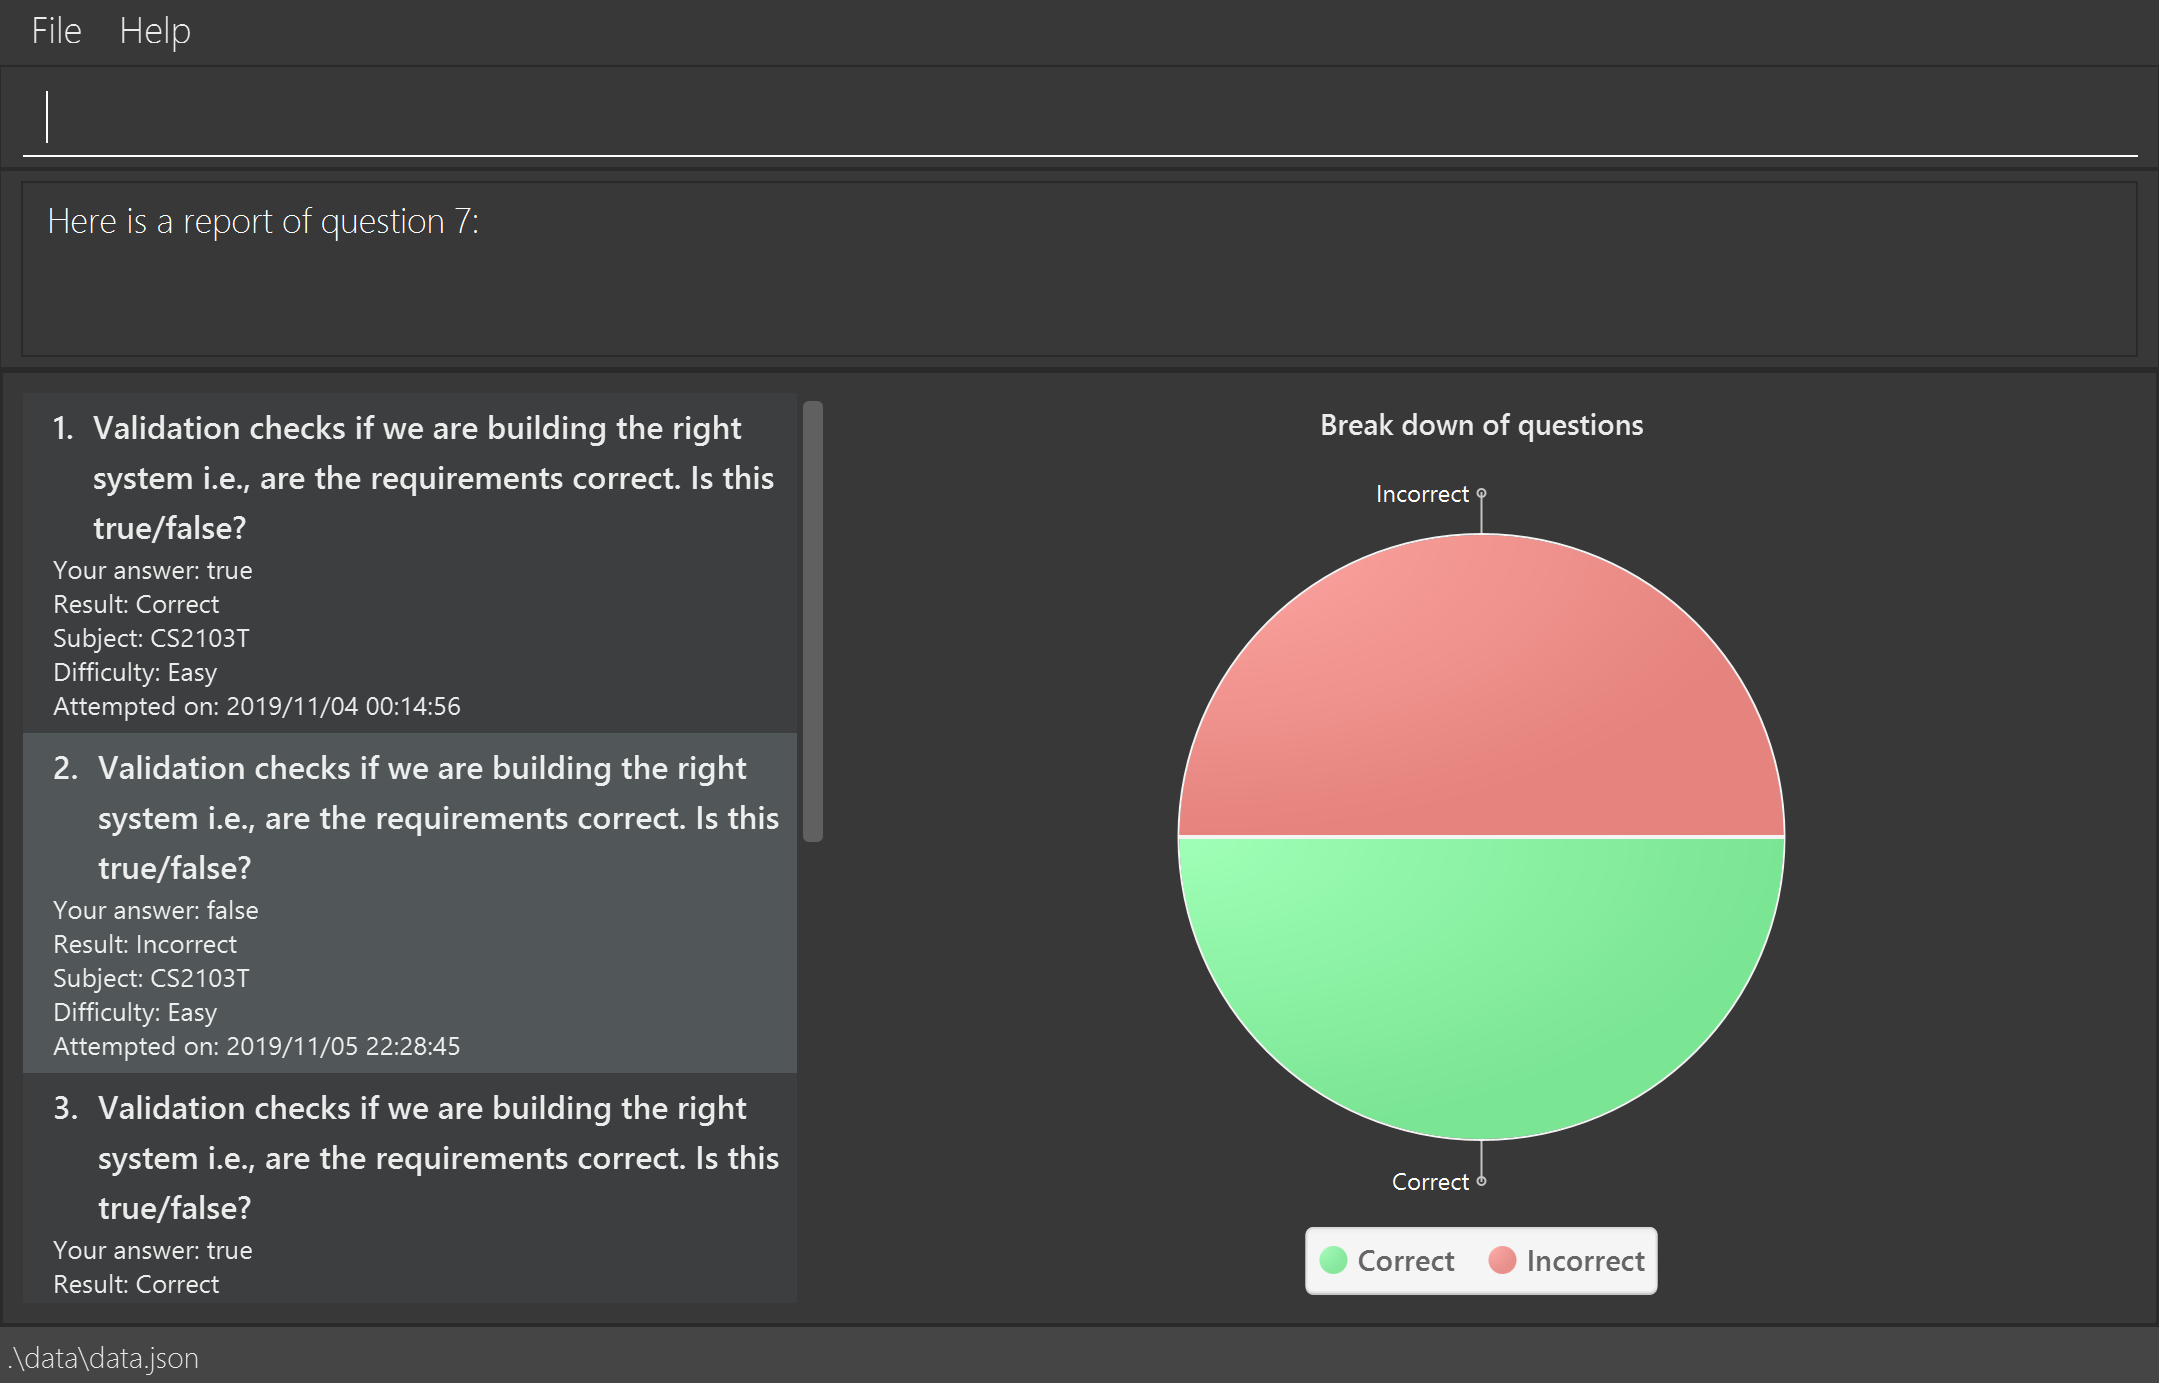 File Help
Here is a report of question 7:
1. Validation checks if we are building the right
system i.e., are the requirements correct. Is this
true/false?
Your answer: true
Result: Correct
Subject: CS2103T
Difficulty: Easy
Attempted on: 2019/11/04 00:14:56
2. Validation checks if we are building the right
system i.e., are the requirements correct. Is this
true/false?
Your answer: false
Result: Incorrect
Subject: CS2103T
Difficulty: Easy
Attempted on: 2019/11/05 22:28:45
3. Validation checks if we are building the right
system i.e., are the requirements correct. Is this
true/false?
Your answer: true
Result: Correct
Break down of questions
Incorrect
Correct
Correct Incorrect
.\data\data.json